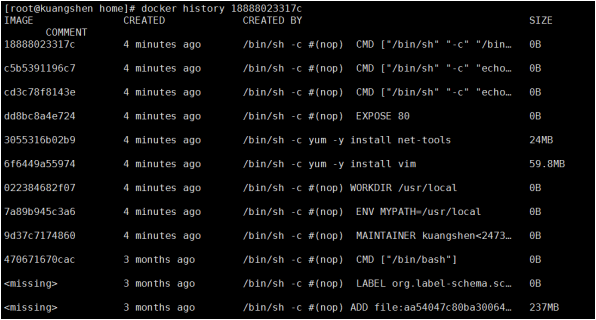 [root@kuangshen home]# docker history 18888023317c
IMAGE CREATED CREATED BY SIZE
COMMENT
18888023317c 4 minutes ago /bin/sh -c #(nop)  CMD ["/bin/sh" "-c" "/bin… 0B
c5b5391196c7 4 minutes ago /bin/sh -c #(nop)  CMD ["/bin/sh" "-c" "echo… 0B
cd3c78f8143e 4 minutes ago /bin/sh -c #(nop)  CMD ["/bin/sh" "-c" "echo… 0B
dd8bc8a4e724 4 minutes ago /bin/sh -c #(nop)  EXPOSE 80 0B
3055316b02b9 4 minutes ago /bin/sh -c yum -y install net-tools 24MB
6f6449a55974 4 minutes ago /bin/sh -c yum -y install vim 59.8MB
022384682f07 4 minutes ago /bin/sh -c #(nop) WORKDIR /usr/local 0B
7a89b945c3a6 4 minutes ago /bin/sh -c #(nop)  ENV MYPATH=/usr/local 0B
9d37c7174860 4 minutes ago /bin/sh -c #(nop)  MAINTAINER kuangshen<2473… 0B
470671670cac 3 months ago /bin/sh -c #(nop)  CMD ["/bin/bash"] 0B
<missing> 3 months ago /bin/sh -c #(nop)  LABEL org.label-schema.sc… 0B
<missing> 3 months ago /bin/sh -c #(nop) ADD file:aa54047c80ba30064… 237MB